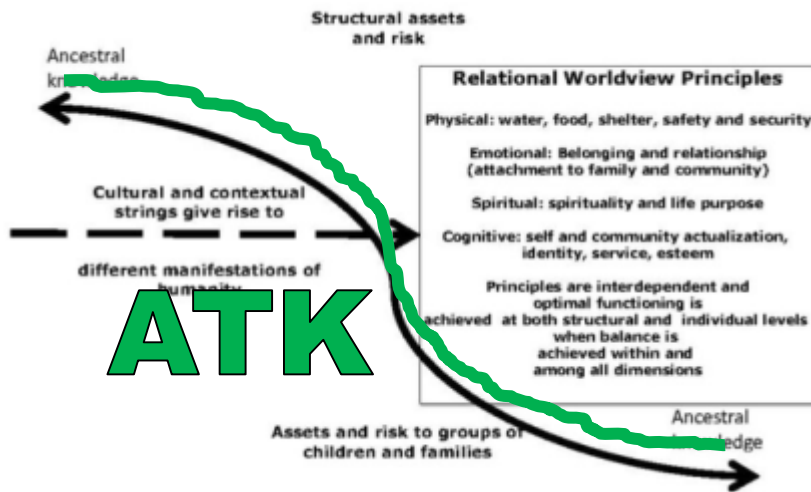 Structural assets
and risk
Ancestral
knowledge
Relational Worldview Principles
Physical: water, food, shelter, safety and security
Emotional: Belonging and relationship
(attachment to family and community)
Spiritual: spirituality and life purpose
Cognitive: self and community actualization,
identity, service, esteem
Principles are interdependent and
optimal functioning is
achieved at both structural and individual levels
when balance is
achieved within and
among all dimensions
Cultural and contextual
strings give rise to
different manifestations of
humanity
ATK
Assets and risk to groups of
children and families
Ancestral
knowledge